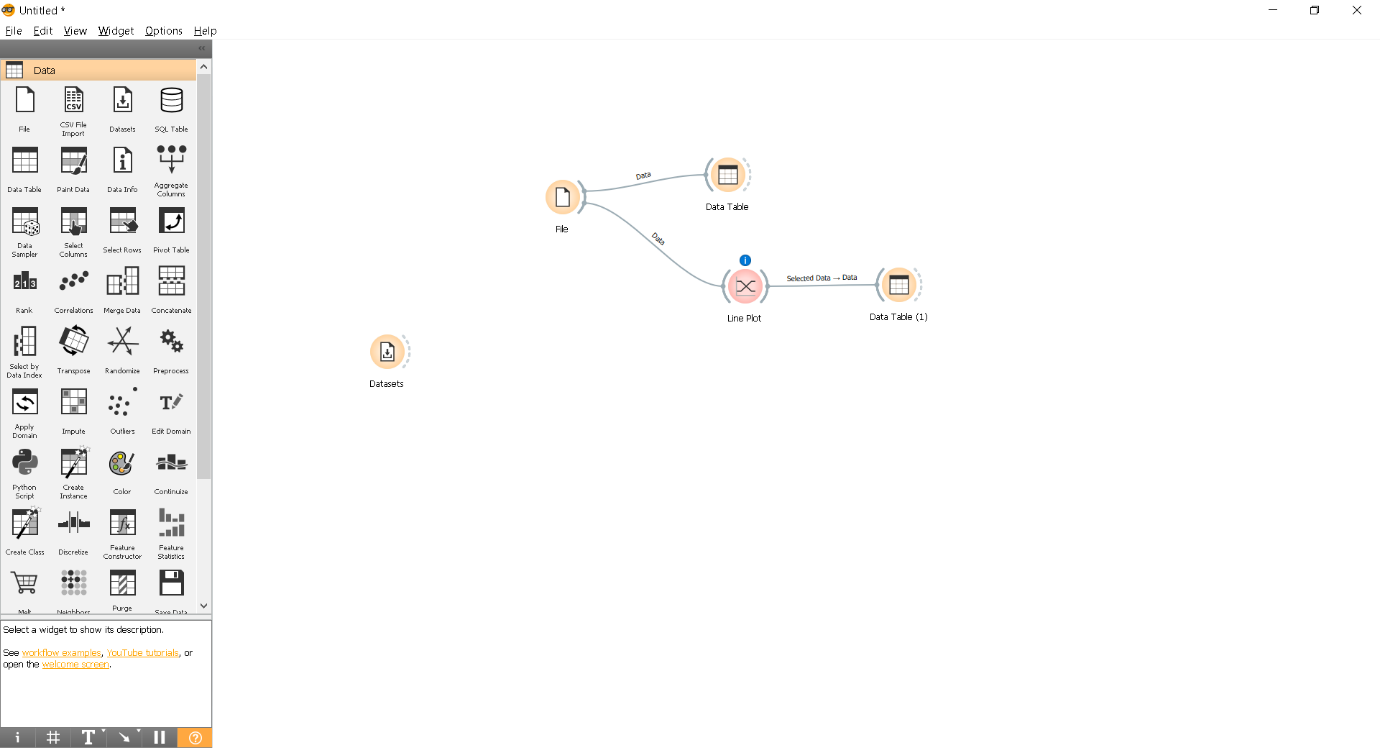 Untitled *
File Edit View Widget Options Help
Data
File
CSV File
Import
Datasets
SQL Table
Data Table
Paint Data
Data Info
Aggregate
Columns
Data
Sampler
Select
Columns
Select Rows
Pivot Table
Rank
Correlations
Merge Data
Concatenate
Select by
Data Index
Transpose
Randomize
Preprocess
Apply
Domain
Impute
Outliers
Edit Domain
Python
Script
Create
Instance
Color
Continuize
Create Class
Discretize
Feature
Constructor
Feature
Statistics
Melt
Neighbors
Purge
Save Data
Select a widget to show its description.
See workflow examples, YouTube tutorials, or
open the welcome screen.
File
Data
Data Table
Data
Line Plot
Selected Data → Data
Data Table (1)
Datasets